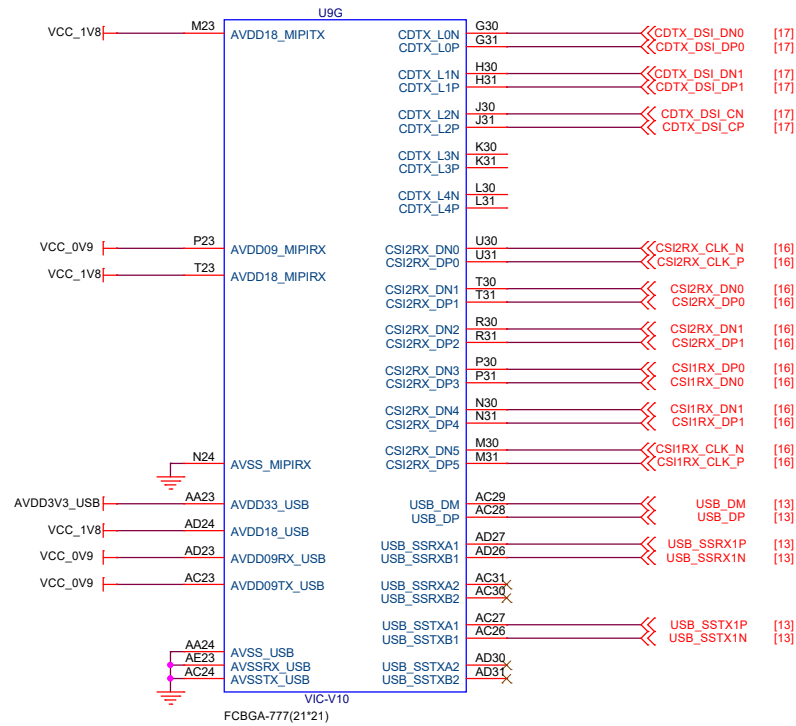 U9G
VCC_1V8 M23 AVDD18_MIPITX CDTX_L0N G30 CDTX_DSI_DN0 [17]
CDTX_L0P G31 CDTX_DSI_DP0 [17]
CDTX_L1N H30 CDTX_DSI_DN1 [17]
CDTX_L1P H31 CDTX_DSI_DP1 [17]
CDTX_L2N J30 CDTX_DSI_CN [17]
CDTX_L2P J31 CDTX_DSI_CP [17]
CDTX_L3N K30
CDTX_L3P K31
CDTX_L4N L30
CDTX_L4P L31
VCC_0V9 P23 AVDD09_MIPIRX CSI2RX_DN0 U30 CSI2RX_CLK_N [16]
CSI2RX_DP0 U31 CSI2RX_CLK_P [16]
VCC_1V8 T23 AVDD18_MIPIRX CSI2RX_DN1 T30 CSI2RX_DN0 [16]
CSI2RX_DP1 T31 CSI2RX_DP0 [16]
CSI2RX_DN2 R30 CSI2RX_DN1 [16]
CSI2RX_DP2 R31 CSI2RX_DP1 [16]
CSI2RX_DN3 P30 CSI1RX_DP0 [16]
CSI2RX_DP3 P31 CSI1RX_DN0 [16]
CSI2RX_DN4 N30 CSI1RX_DN1 [16]
CSI2RX_DP4 N31 CSI1RX_DP1 [16]
CSI2RX_DN5 M30 CSI1RX_CLK_N [16]
N24 AVSS_MIPIRX CSI2RX_DP5 M31 CSI1RX_CLK_P [16]
AVDD3V3_USB AA23 AVDD33_USB USB_DM AC29 USB_DM [13]
USB_DP AC28 USB_DP [13]
VCC_1V8 AD24 AVDD18_USB USB_SSRXA1 AD27 USB_SSRX1P [13]
VCC_0V9 AD23 AVDD09RX_USB USB_SSRXB1 AD26 USB_SSRX1N [13]
VCC_0V9 AC23 AVDD09TX_USB USB_SSRXA2 AC31
USB_SSRXB2 AC30
USB_SSTXA1 AC27 USB_SSTX1P [13]
USB_SSTXB1 AC26 USB_SSTX1N [13]
AA24 AVSS_USB
AE23 AVSSRX_USB USB_SSTXA2 AD30
AC24 AVSSTX_USB USB_SSTXB2 AD31
VIC-V10
FCBGA-777(21*21)